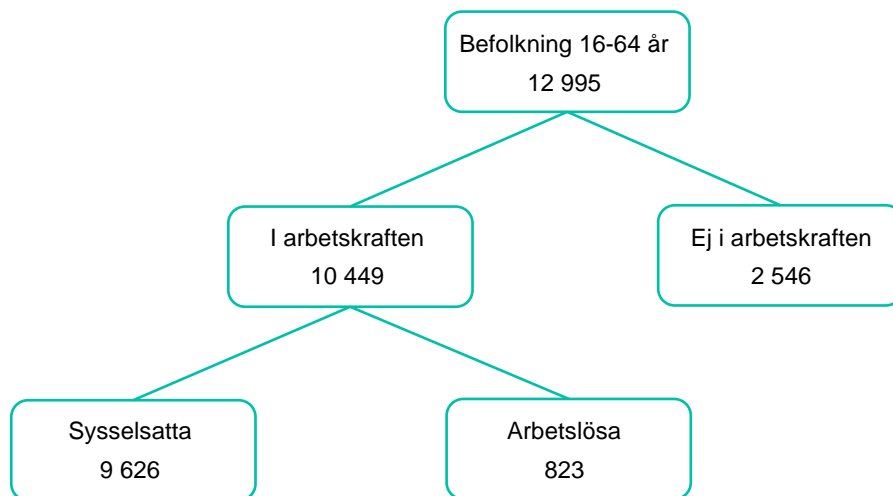 Befolkning 16-64 år
12 995
I arbetskraften
10 449
Ej i arbetskraften
2 546
Sysselsatta
9 626
Arbetslösa
823